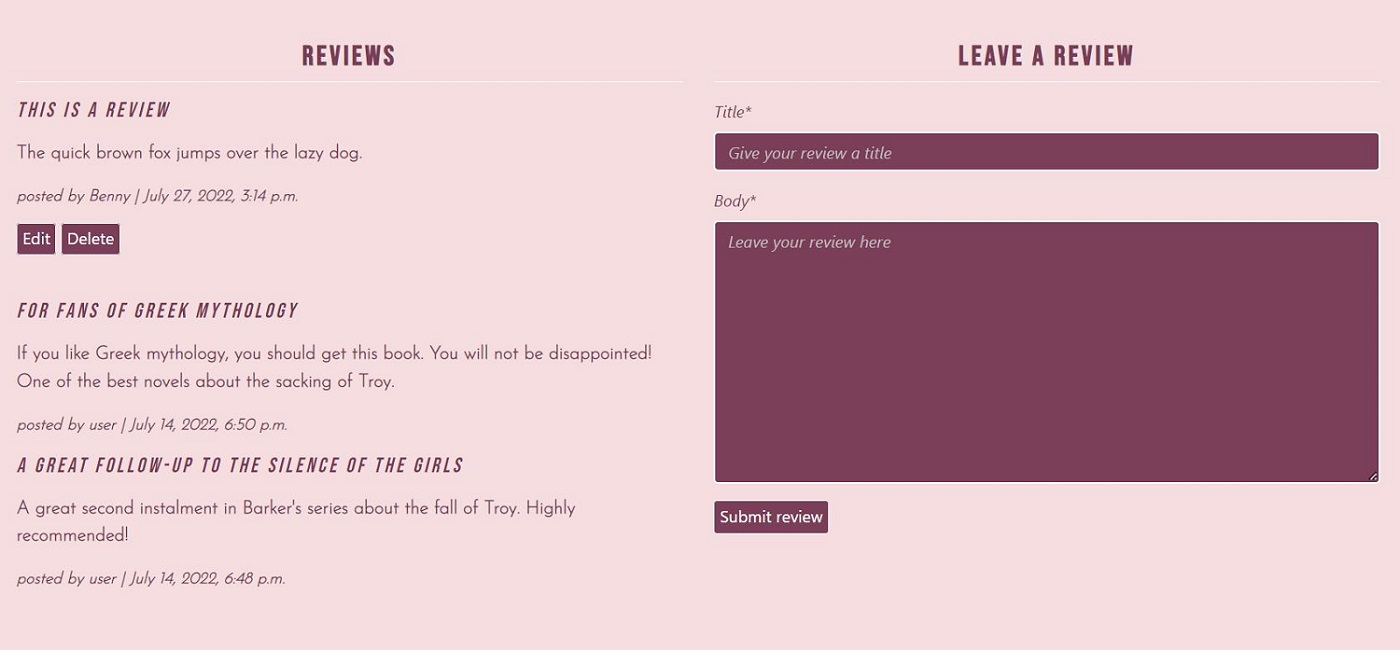 REVIEWS
THIS IS A REVIEW
The quick brown fox jumps over the lazy dog.
posted by Benny | July 27, 2022, 3:14 p.m.
Edit Delete
FOR FANS OF GREEK MYTHOLOGY
If you like Greek mythology, you should get this book. You will not be disappointed!
One of the best novels about the sacking of Troy.
posted by user | July 14, 2022, 6:50 p.m.
A GREAT FOLLOW-UP TO THE SILENCE OF THE GIRLS
A great second instalment in Barker's series about the fall of Troy. Highly
recommended!
posted by user | July 14, 2022, 6:48 p.m.
LEAVE A REVIEW
Title*
Give your review a title
Body*
Leave your review here
Submit review